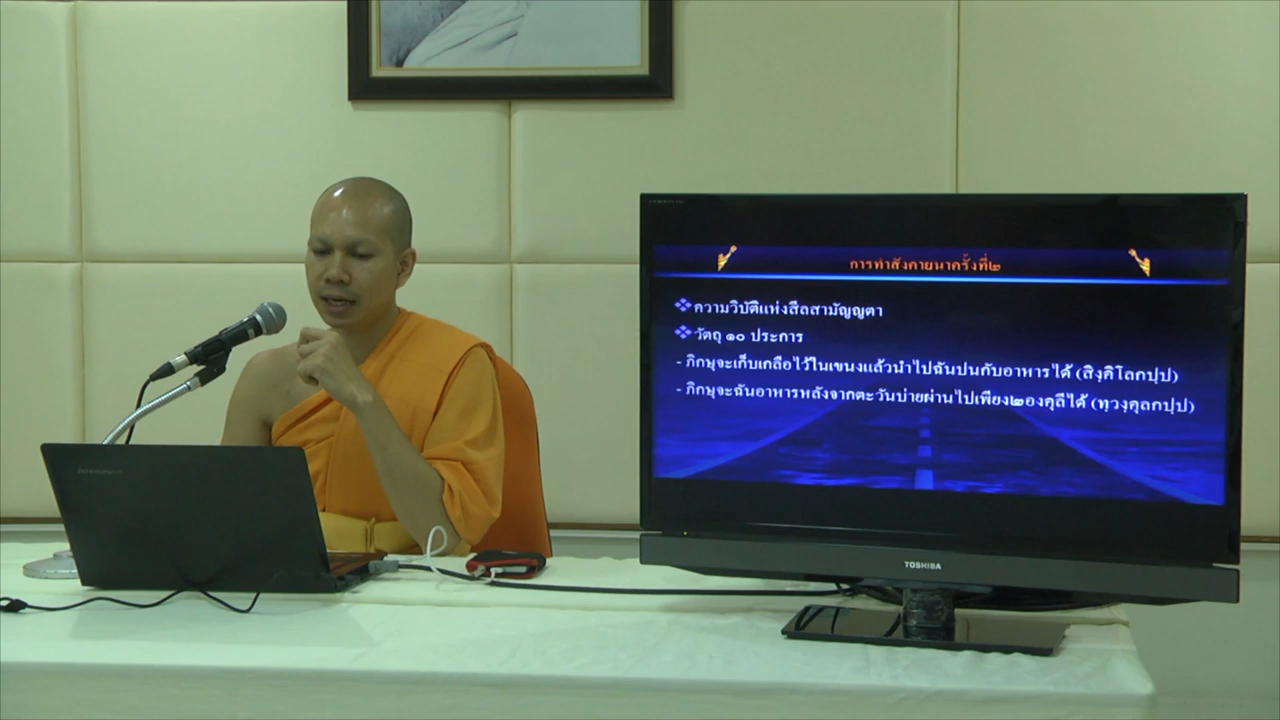 การทำสังคายนาครั้งที่๒
ความวิบัติแห่งสีลสามัญญตา
วัตถุ ๑๐ ประการ
- ภิกษุจะเก็บเกลือไว้ในเขนงแล้วนำไปฉันปนกับอาหารได้ (สิงฺคิโลกปฺป)
- ภิกษุจะฉันอาหารหลังจากตะวันบ่ายผ่านไปเพียง๒องคุลีได้ (ทฺวงฺคุลกปฺป)
TOSHIBA